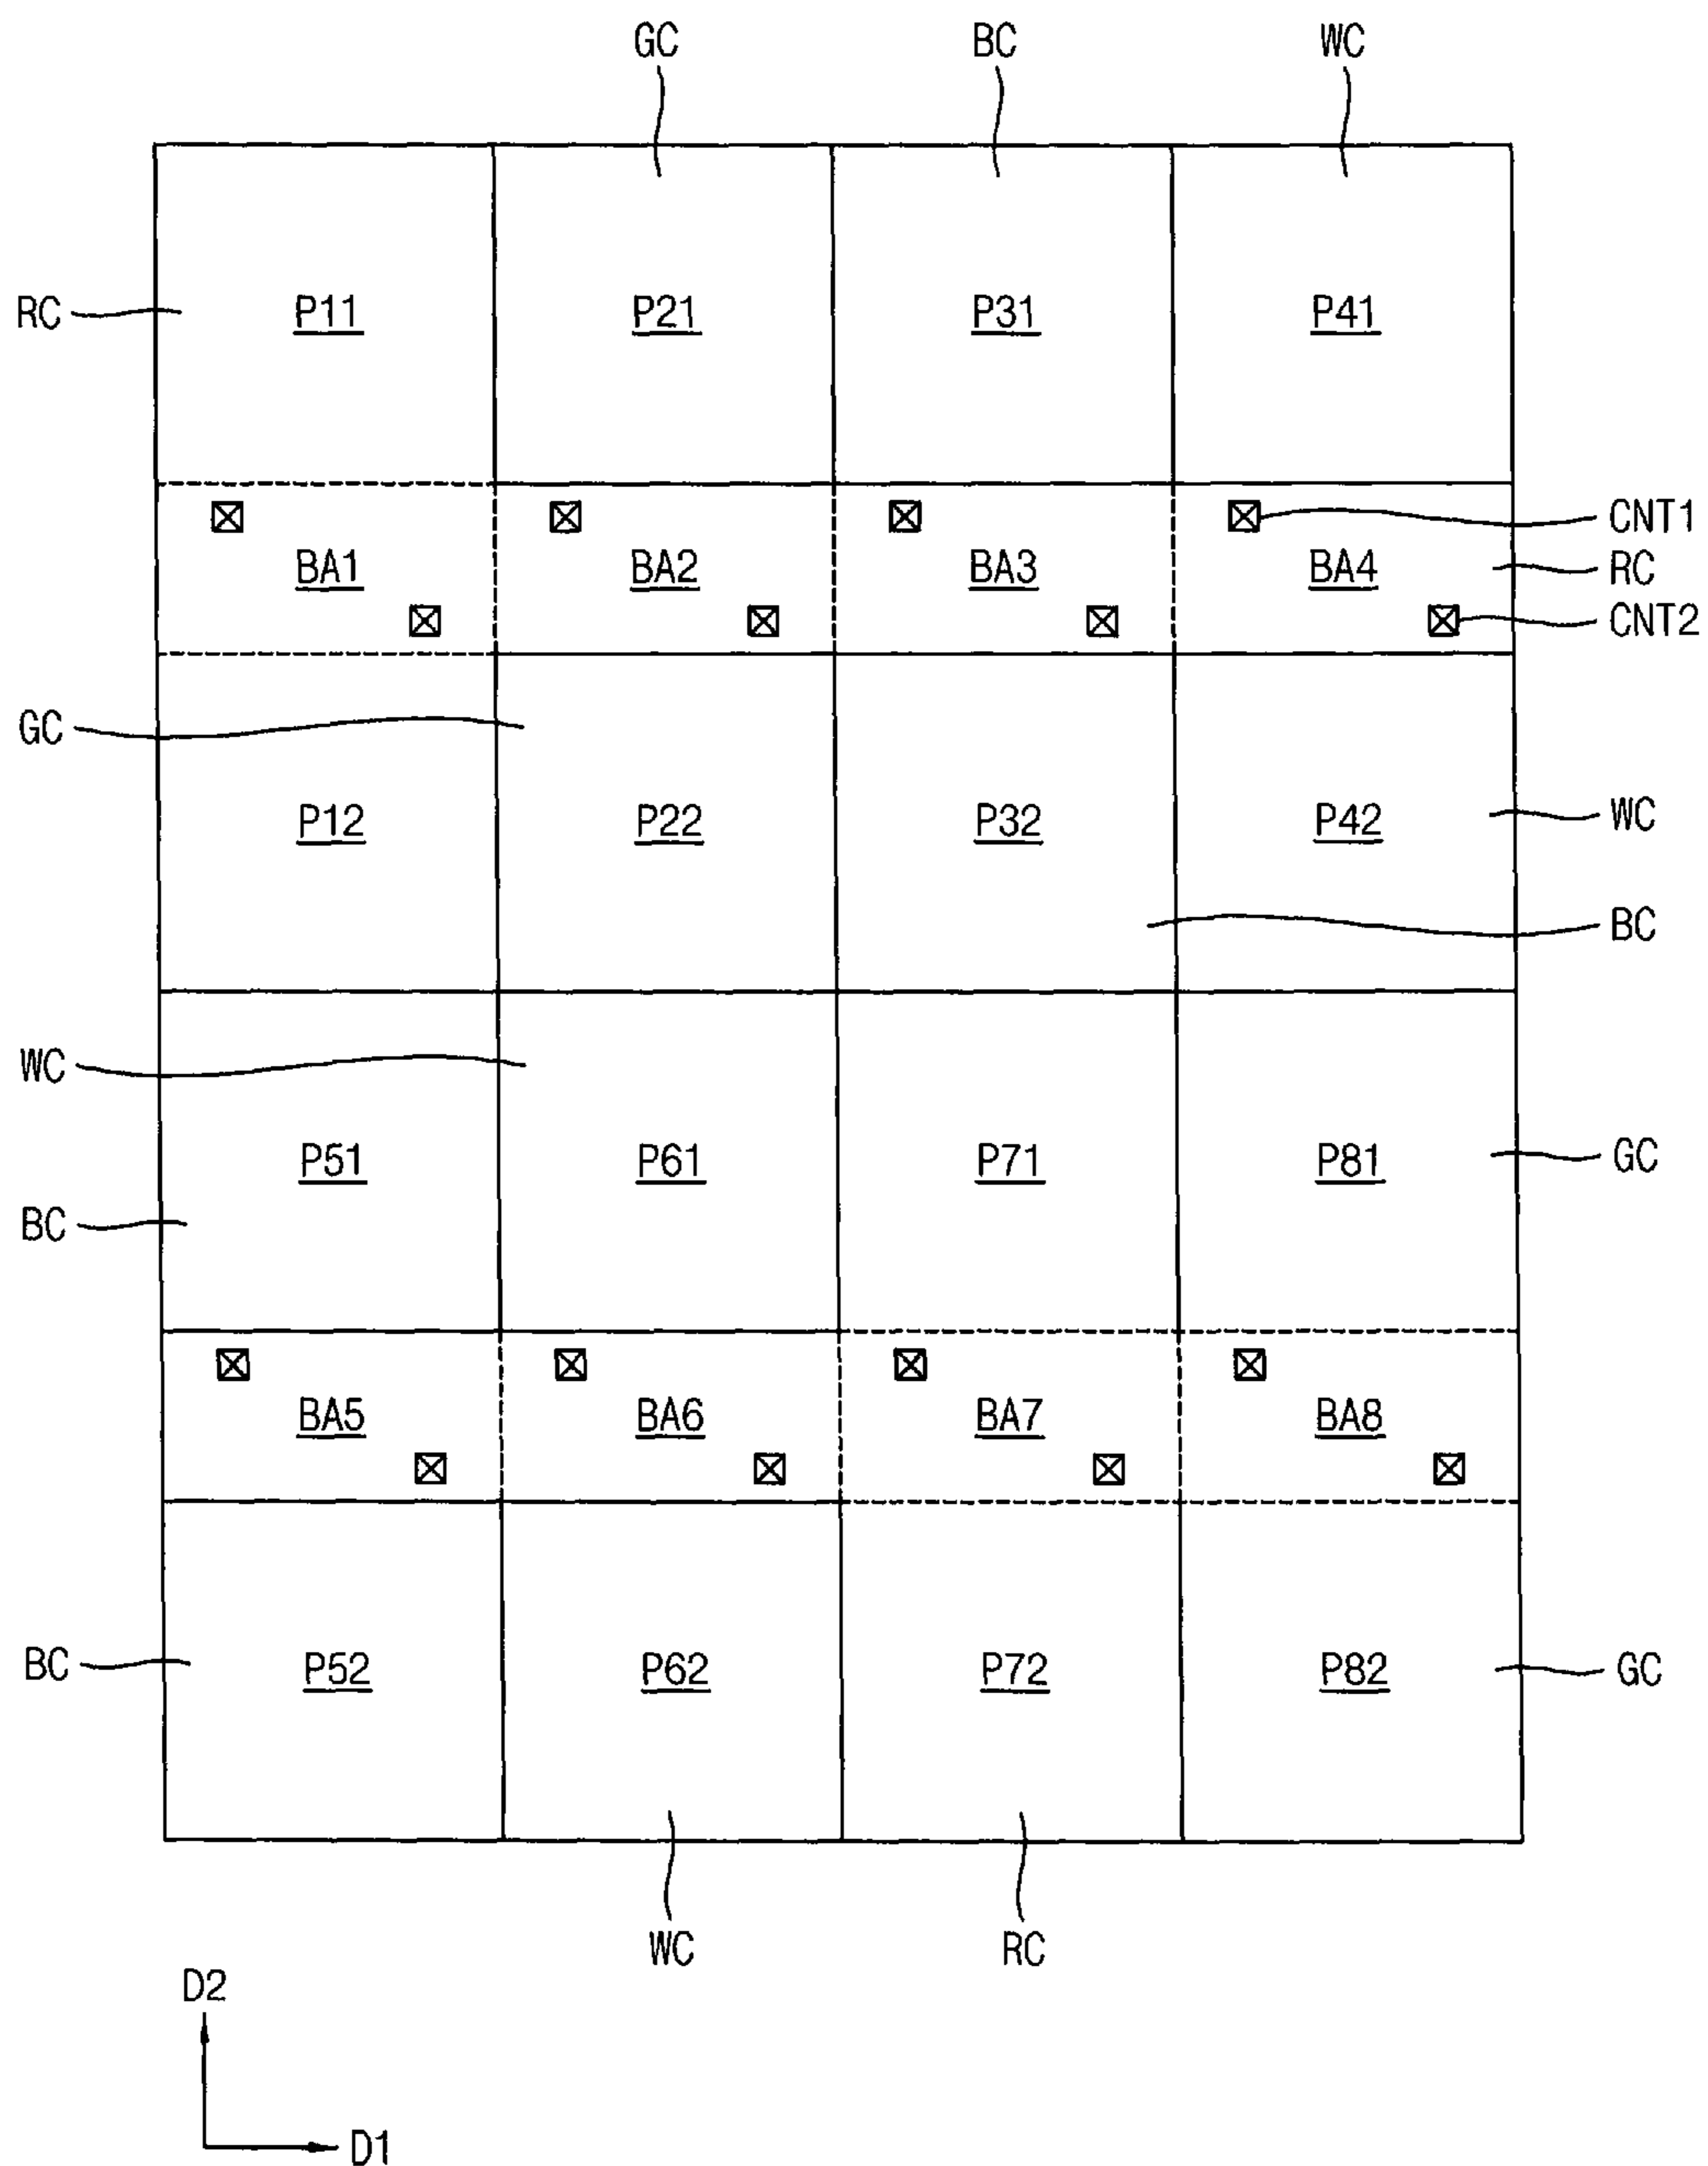 GC BC WC
RC P11 P21 P31 P41
CNT1
BA1 BA2 BA3 BA4 RC
CNT2
GC
P12 P22 P32 P42 WC
BC
WC
P51 P61 P71 P81 GC
BC
BA5 BA6 BA7 BA8
BC P52 P62 P72 P82 GC
WC RC
D2
D1